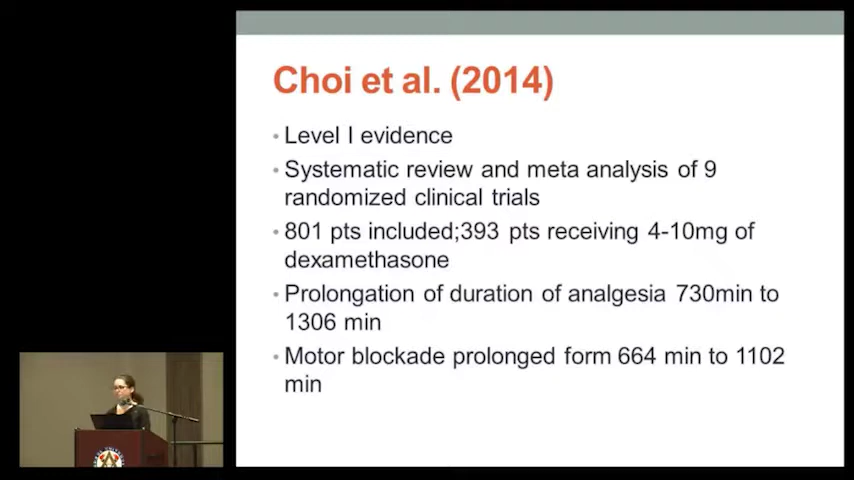 Choi et al. (2014)
• Level I evidence
• Systematic review and meta analysis of 9
randomized clinical trials
• 801 pts included;393 pts receiving 4-10mg of
dexamethasone
• Prolongation of duration of analgesia 730min to
1306 min
• Motor blockade prolonged form 664 min to 1102
min